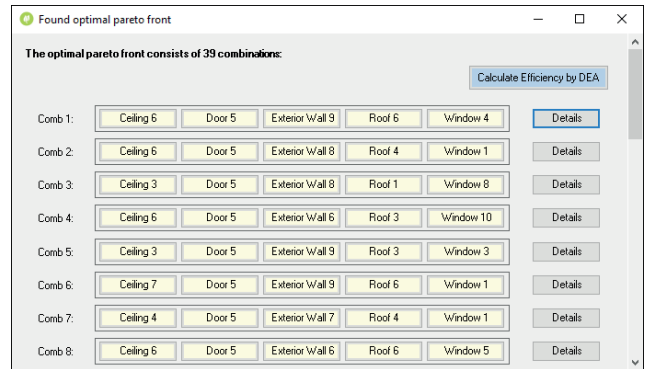 Found optimal pareto front
The optimal pareto front consists of 39 combinations:
Calculate Efficiency by DEA
Comb 1: Ceiling 6 Door 5 Exterior Wall 9 Roof 6 Window 4 Details
Comb 2: Ceiling 6 Door 5 Exterior Wall 8 Roof 4 Window 1 Details
Comb 3: Ceiling 3 Door 5 Exterior Wall 8 Roof 1 Window 8 Details
Comb 4: Ceiling 6 Door 5 Exterior Wall 6 Roof 3 Window 10 Details
Comb 5: Ceiling 3 Door 5 Exterior Wall 9 Roof 3 Window 3 Details
Comb 6: Ceiling 7 Door 5 Exterior Wall 9 Roof 6 Window 1 Details
Comb 7: Ceiling 4 Door 5 Exterior Wall 7 Roof 4 Window 1 Details
Comb 8: Ceiling 6 Door 5 Exterior Wall 6 Roof 6 Window 5 Details